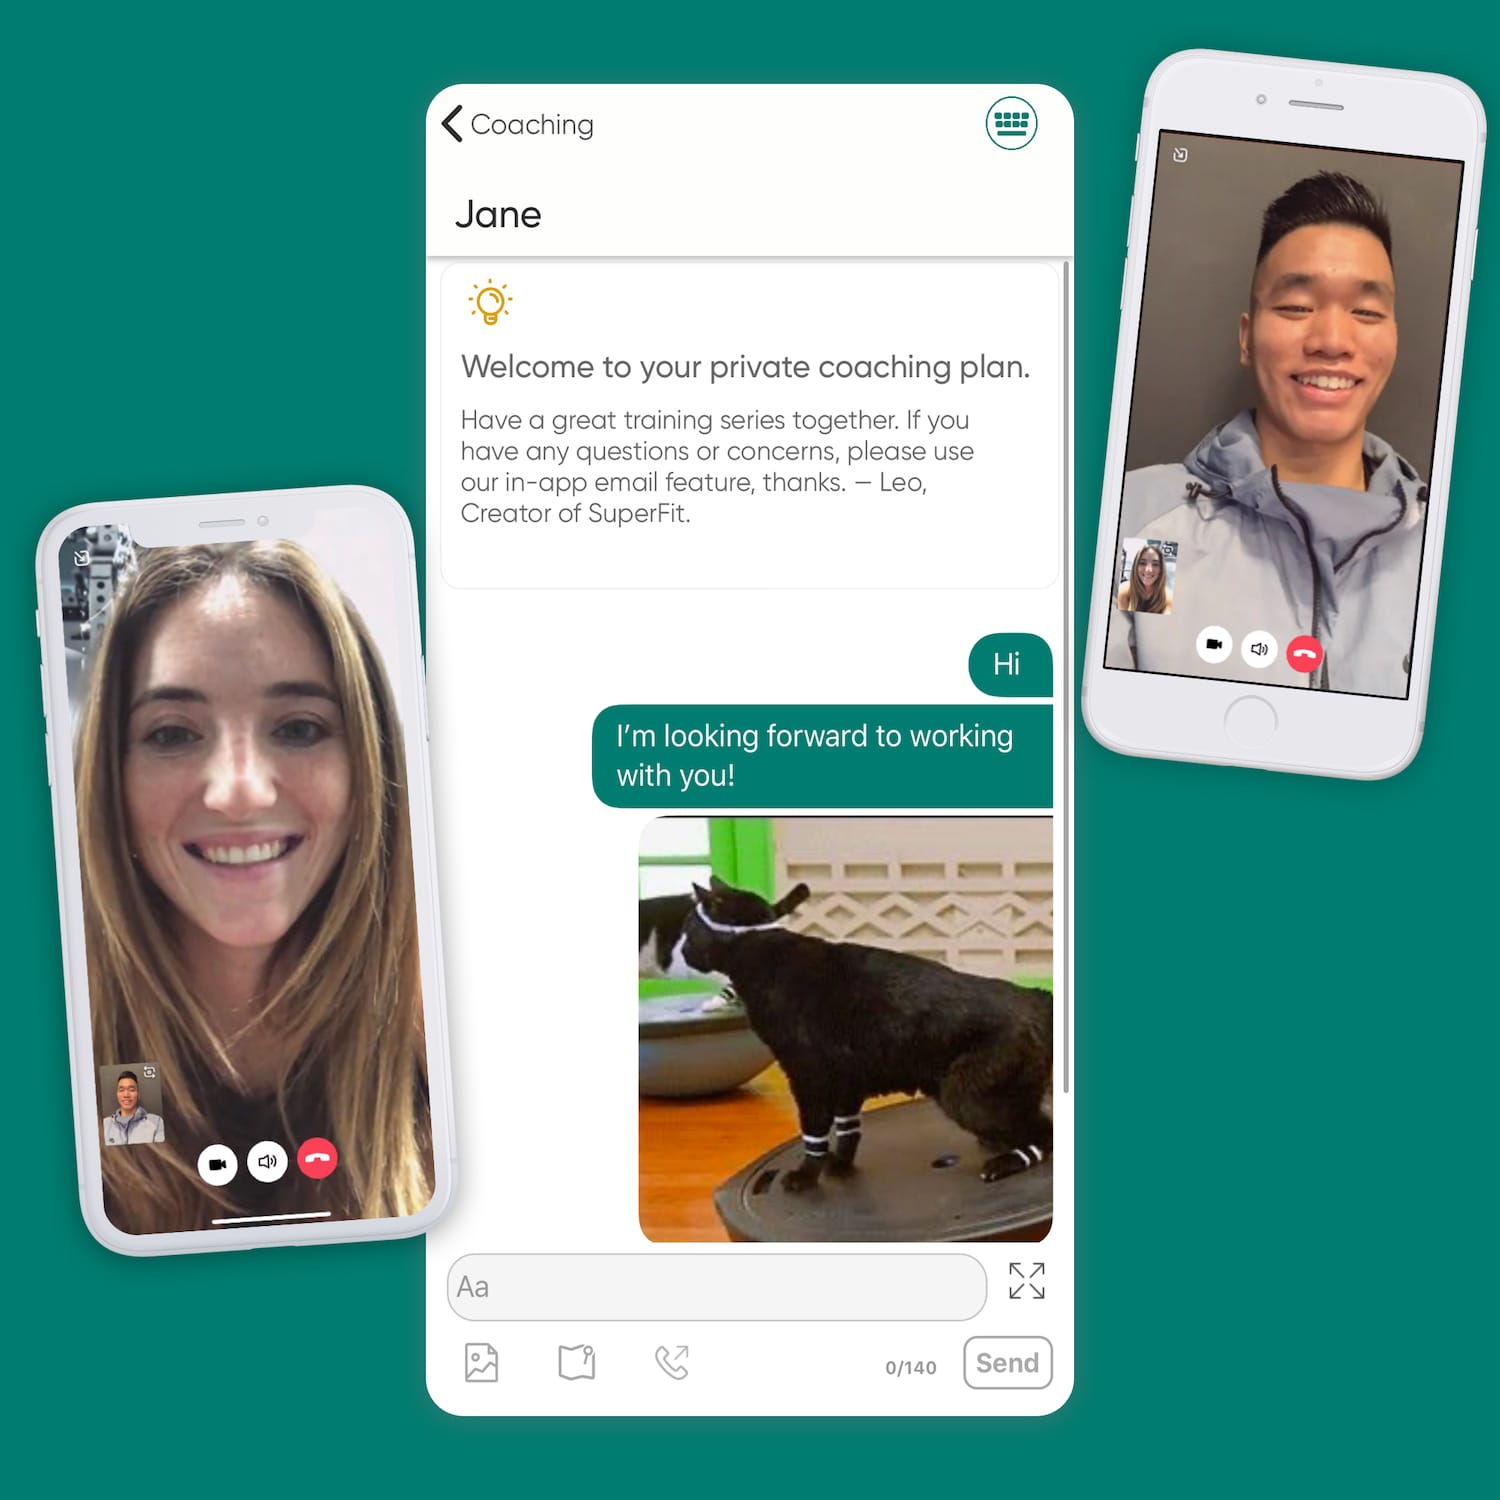 Coaching
Jane
Welcome to your private coaching plan.
Have a great training series together. If you
have any questions or concerns, please use
our in-app email feature, thanks. — Leo,
Creator of SuperFit.
Hi
I’m looking forward to working
with you!
Aa
0/140
Send